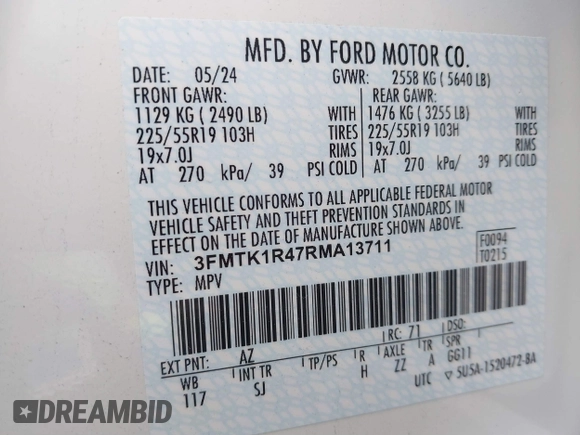 MFD. BY FORD MOTOR CO.
DATE: 05/24 GVWR: 2558 KG ( 5640 LB)
FRONT GAWR: REAR GAWR:
1129 KG ( 2490 LB) WITH 1476 KG ( 3255 LB) WITH
225/55R19 103H TIRES 225/55R19 103H TIRES
19x7.0J RIMS 19x7.0J RIMS
AT 270 kPa/ 39 PSI COLD AT 270 kPa/ 39 PSI COLD
THIS VEHICLE CONFORMS TO ALL APPLICABLE FEDERAL MOTOR
VEHICLE SAFETY AND THEFT PREVENTION STANDARDS IN
EFFECT ON THE DATE OF MANUFACTURE SHOWN ABOVE.
VIN: 3FMTK1R47RMA13711 F0094
TYPE: MPV T0215
EXT PNT: AZ RC: 71 DSO:
WB INT TR TP/PS R AXLE TR SPR
117 SJ H ZZ A GG11
UTC 5U5A-1520472-BA
DREAMBID